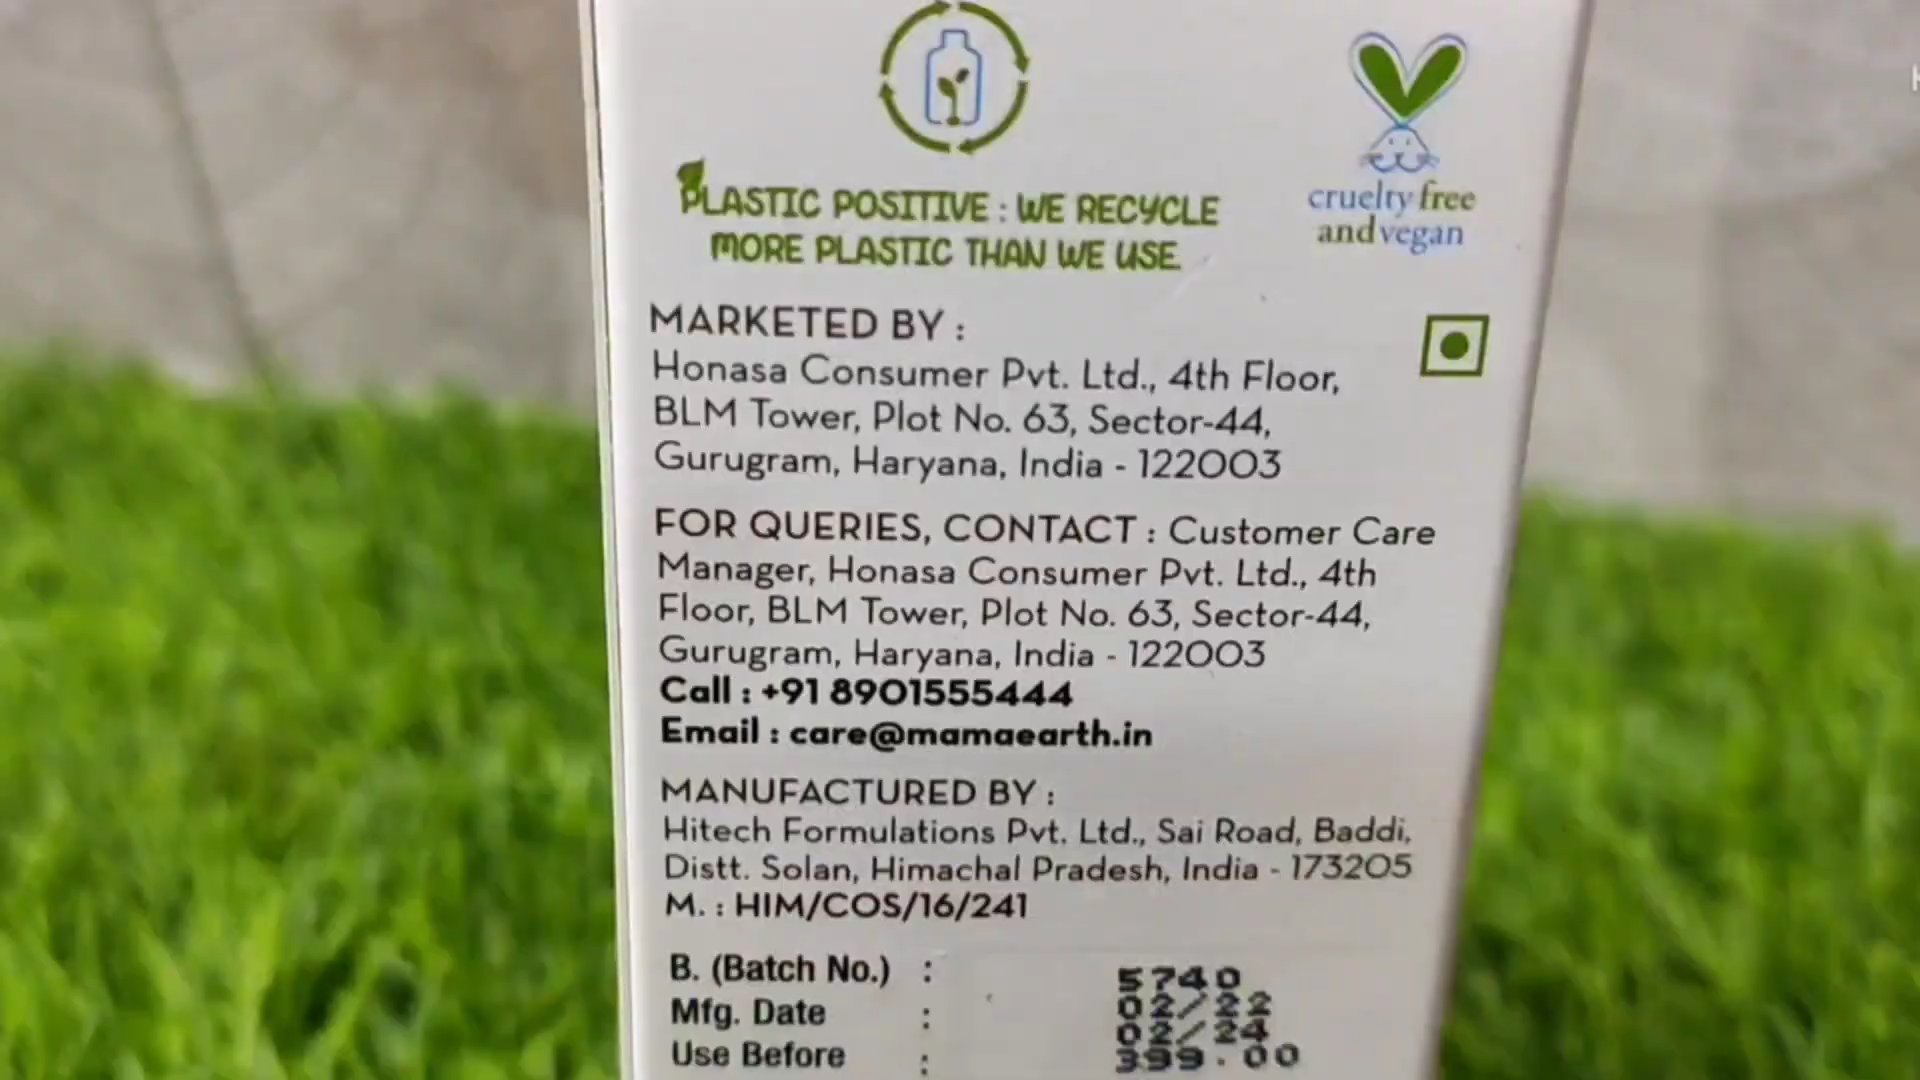 PLASTIC POSITIVE : WE RECYCLE
MORE PLASTIC THAN WE USE
cruelty free
and vegan
MARKETED BY :
Honasa Consumer Pvt. Ltd., 4th Floor,
BLM Tower, Plot No. 63, Sector-44,
Gurugram, Haryana, India - 122003
FOR QUERIES, CONTACT : Customer Care
Manager, Honasa Consumer Pvt. Ltd., 4th
Floor, BLM Tower, Plot No. 63, Sector-44,
Gurugram, Haryana, India - 122003
Call : +91 8901555444
Email : care@mamaearth.in
MANUFACTURED BY :
Hitech Formulations Pvt. Ltd., Sai Road, Baddi,
Distt. Solan, Himachal Pradesh, India - 173205
M. : HIM/COS/16/241
B. (Batch No.) : 5740
Mfg. Date : 02/22
Use Before : 02/24
399.00